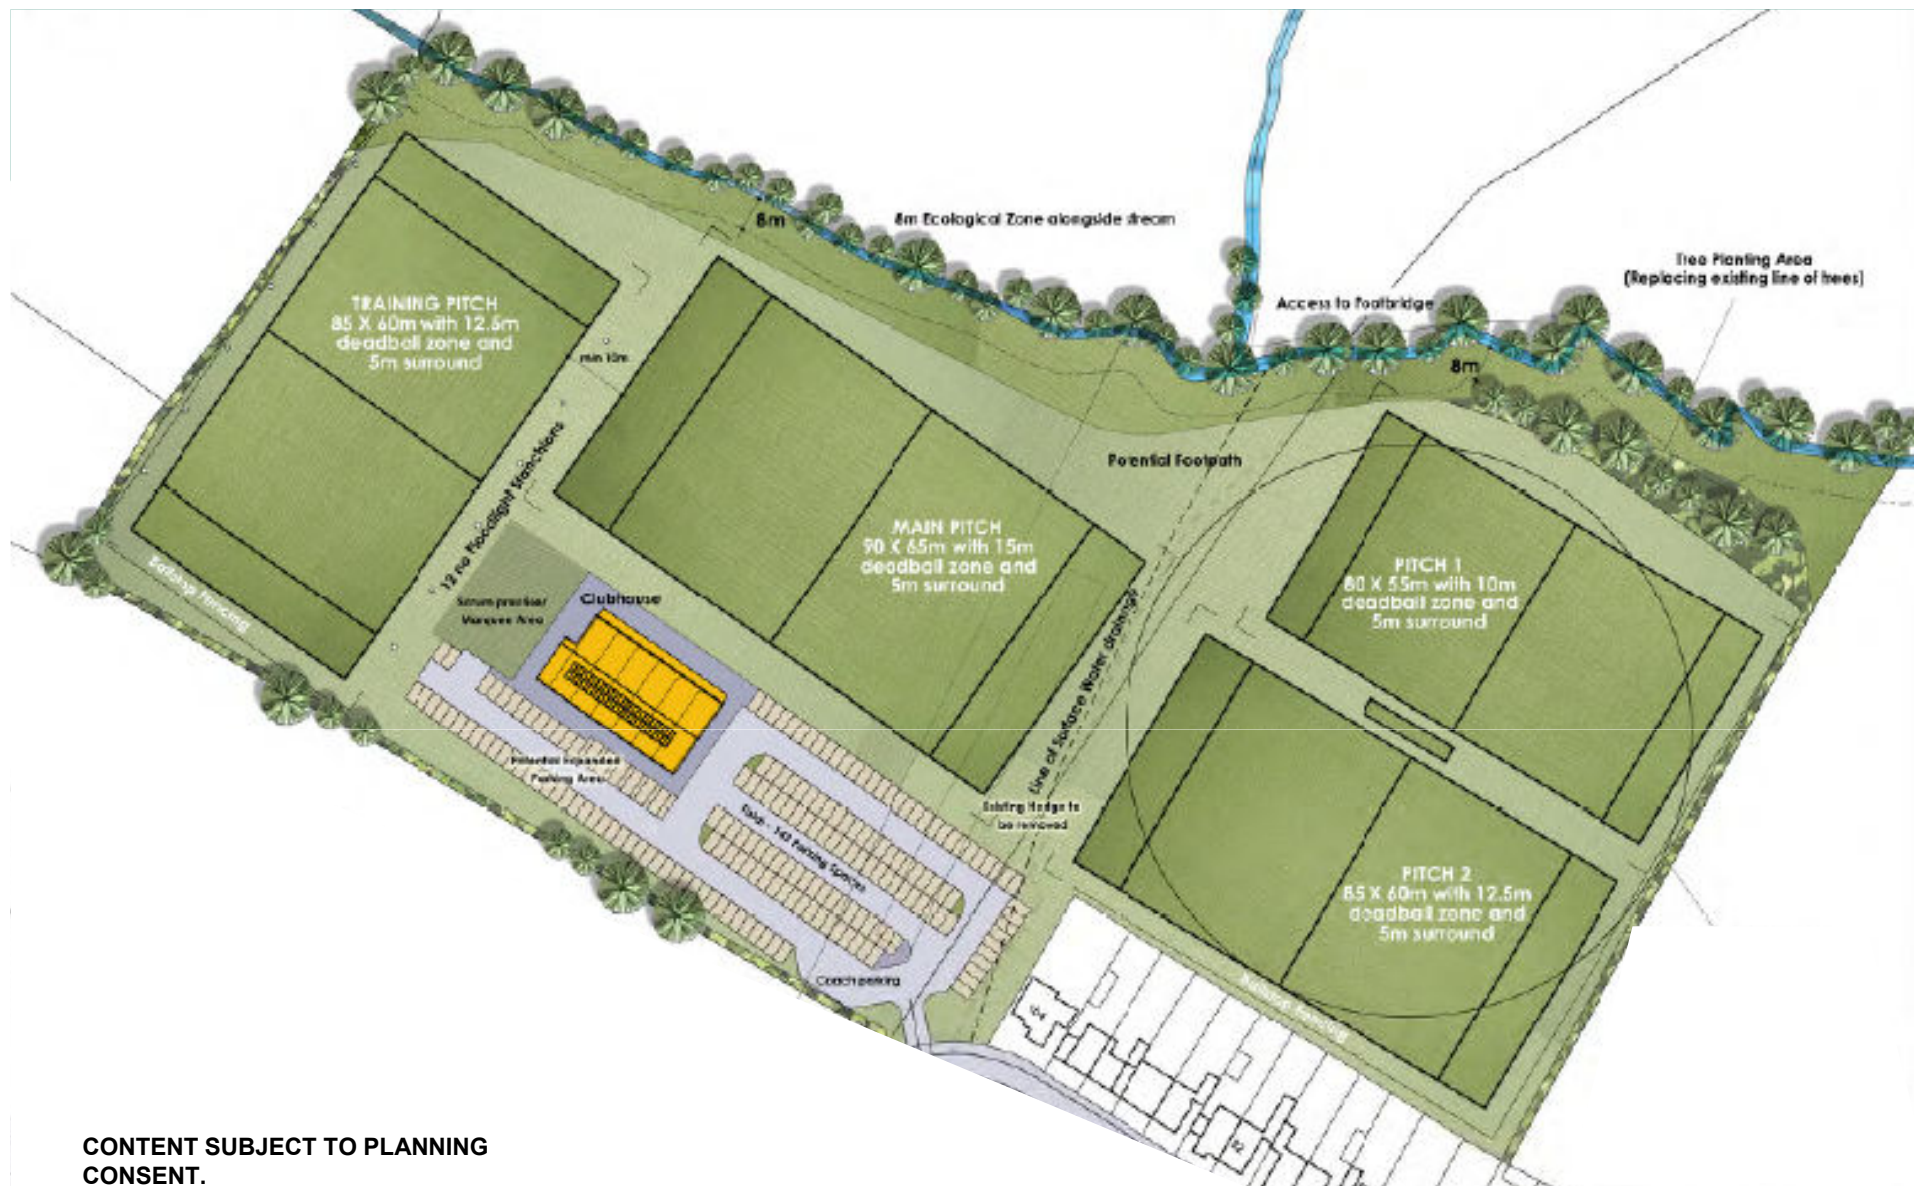 8m
8m Ecological Zone alongside stream
Tree Planting Area
(Replacing existing line of trees)
Access to Footbridge
TRAINING PITCH
85 X 60m with 12.5m
deadball zone and
5m surround
min 10m
8m
12 no Floodlight Stanchions
Potential Footpath
MAIN PITCH
90 X 65m with 15m
deadball zone and
5m surround
PITCH 1
80 X 55m with 10m
deadball zone and
5m surround
Ballstop Fencing
Scrum practise/
Marquee Area
Clubhouse
Line of Surface Water drainage
Potential Expanded
Parking Area
Existing Hedge to
be removed
Parking Spaces
PITCH 2
85 X 60m with 12.5m
deadball zone and
5m surround
Coach parking
Ballstop Fencing
104
92
CONTENT SUBJECT TO PLANNING
CONSENT.